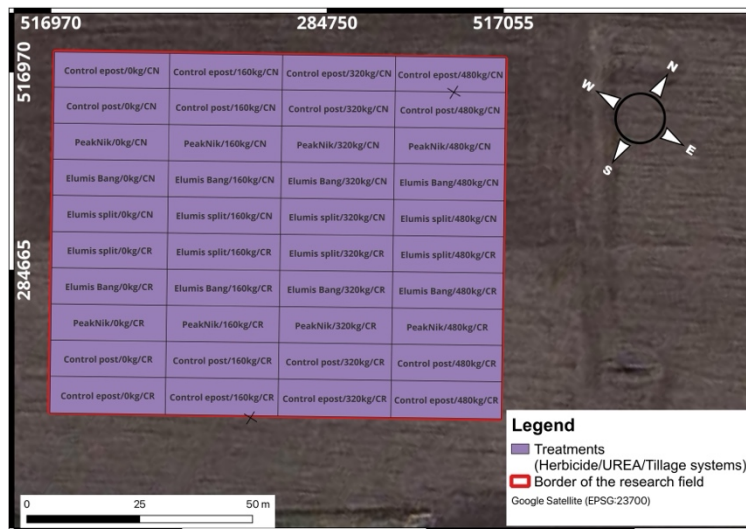 516970 284750 517055
516970
284665
Control epost/0kg/CN Control epost/160kg/CN Control epost/320kg/CN Control epost/480kg/CN
Control post/0kg/CN Control post/160kg/CN Control post/320kg/CN Control post/480kg/CN
PeakNik/0kg/CN PeakNik/160kg/CN PeakNik/320kg/CN PeakNik/480kg/CN
Elumis Bang/0kg/CN Elumis Bang/160kg/CN Elumis Bang/320kg/CN Elumis Bang/480kg/CN
Elumis split/0kg/CN Elumis split/160kg/CN Elumis split/320kg/CN Elumis split/480kg/CN
Elumis split/0kg/CR Elumis split/160kg/CR Elumis split/320kg/CR Elumis split/480kg/CR
Elumis Bang/0kg/CR Elumis Bang/160kg/CR Elumis Bang/320kg/CR Elumis Bang/480kg/CR
PeakNik/0kg/CR PeakNik/160kg/CR PeakNik/320kg/CR PeakNik/480kg/CR
Control post/0kg/CR Control post/160kg/CR Control post/320kg/CR Control post/480kg/CR
Control epost/0kg/CR Control epost/160kg/CR Control epost/320kg/CR Control epost/480kg/CR
N
W
E
S
Legend
Treatments
(Herbicide/UREA/Tillage systems)
Border of the research field
Google Satellite (EPSG:23700)
0 25 50 m